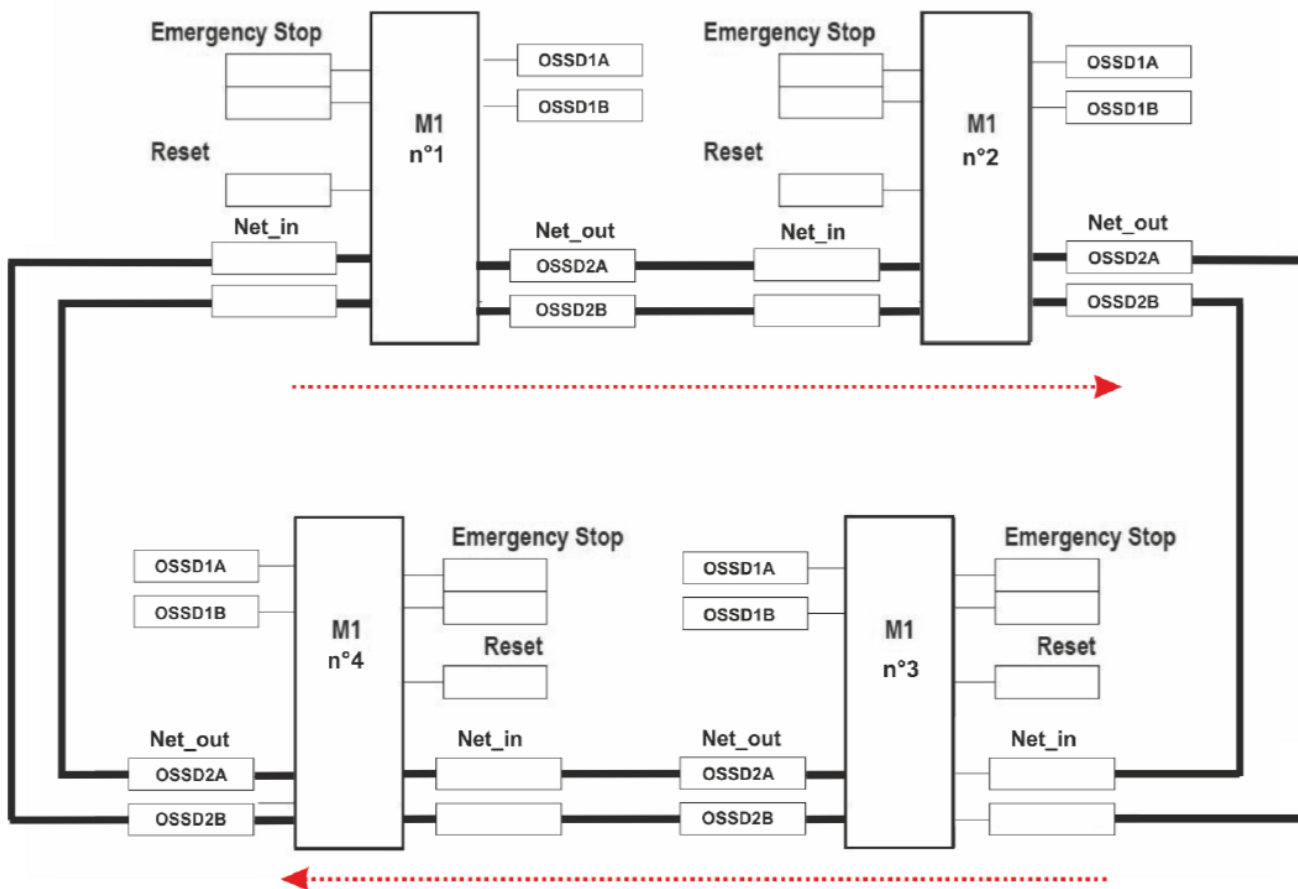 Emergency Stop
OSSD1A
OSSD1B
M1
n°1
Reset
Net_in
Net_out
OSSD2A
OSSD2B
Emergency Stop
OSSD1A
OSSD1B
M1
n°2
Reset
Net_in
Net_out
OSSD2A
OSSD2B
OSSD1A
OSSD1B
M1
n°4
Emergency Stop
Reset
Net_out
OSSD2A
OSSD2B
Net_in
OSSD1A
OSSD1B
M1
n°3
Emergency Stop
Reset
Net_out
OSSD2A
OSSD2B
Net_in